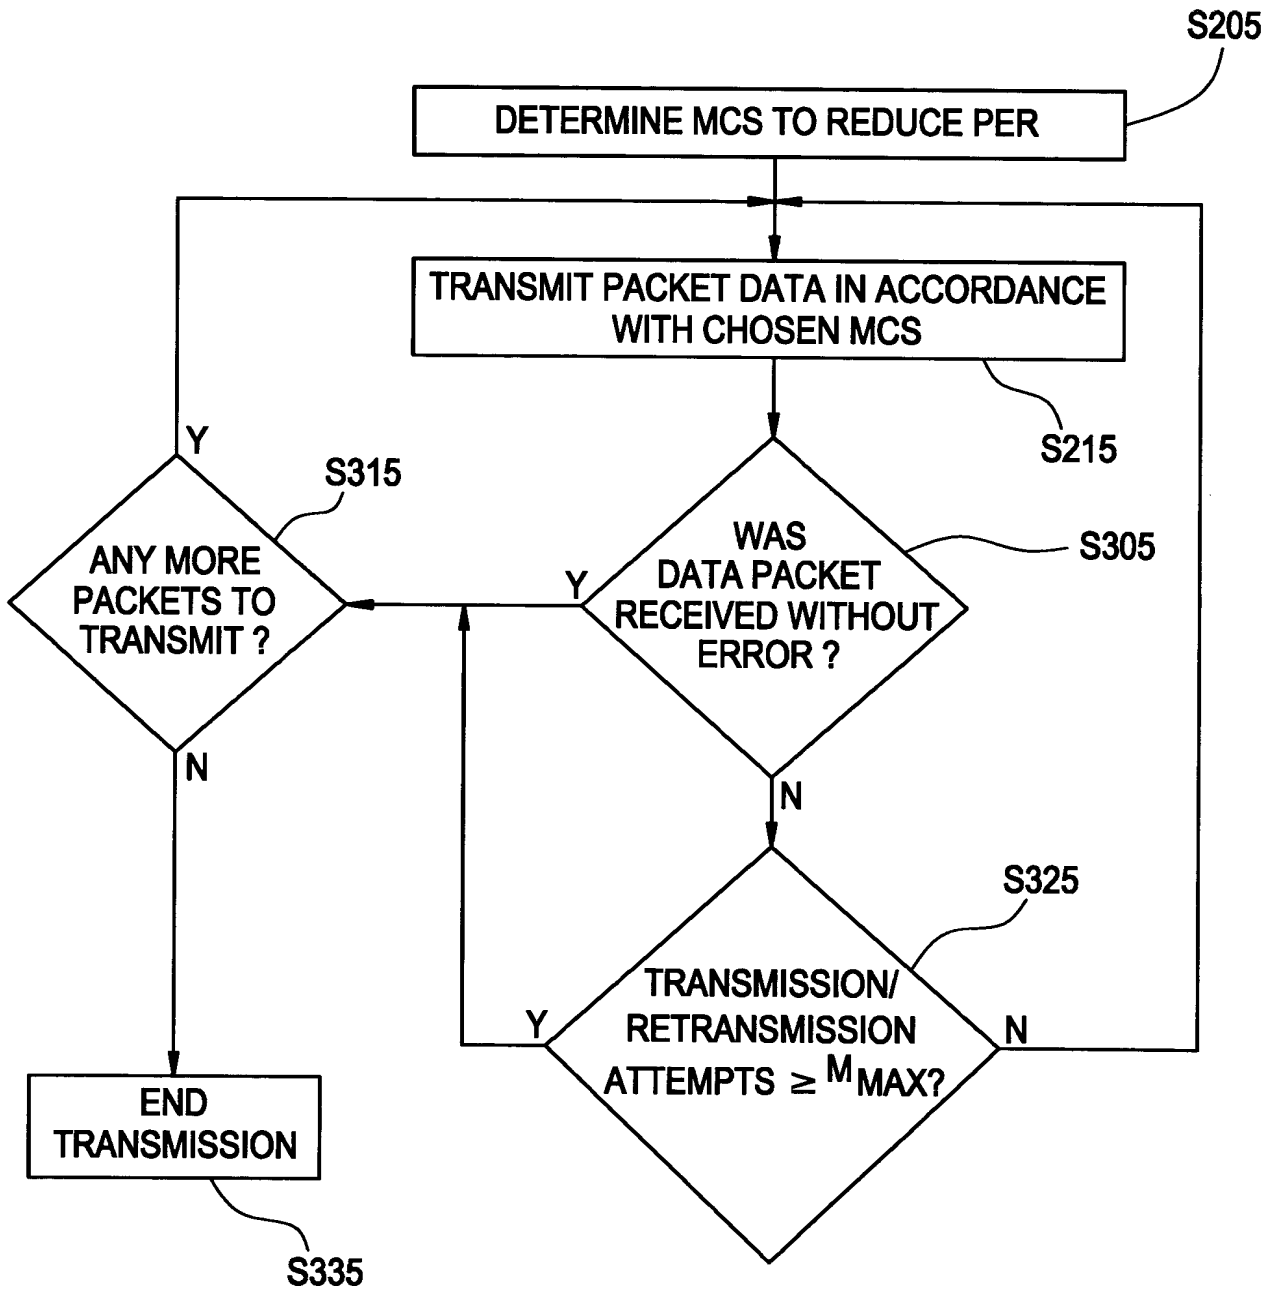 S205
DETERMINE MCS TO REDUCE PER
TRANSMIT PACKET DATA IN ACCORDANCE
WITH CHOSEN MCS
S215
Y
S315
ANY MORE
PACKETS TO
TRANSMIT ?
N
S305
WAS
DATA PACKET
RECEIVED WITHOUT
ERROR ?
Y
N
S325
TRANSMISSION/
RETRANSMISSION
ATTEMPTS ≥ M MAX?
Y
N
END
TRANSMISSION
S335